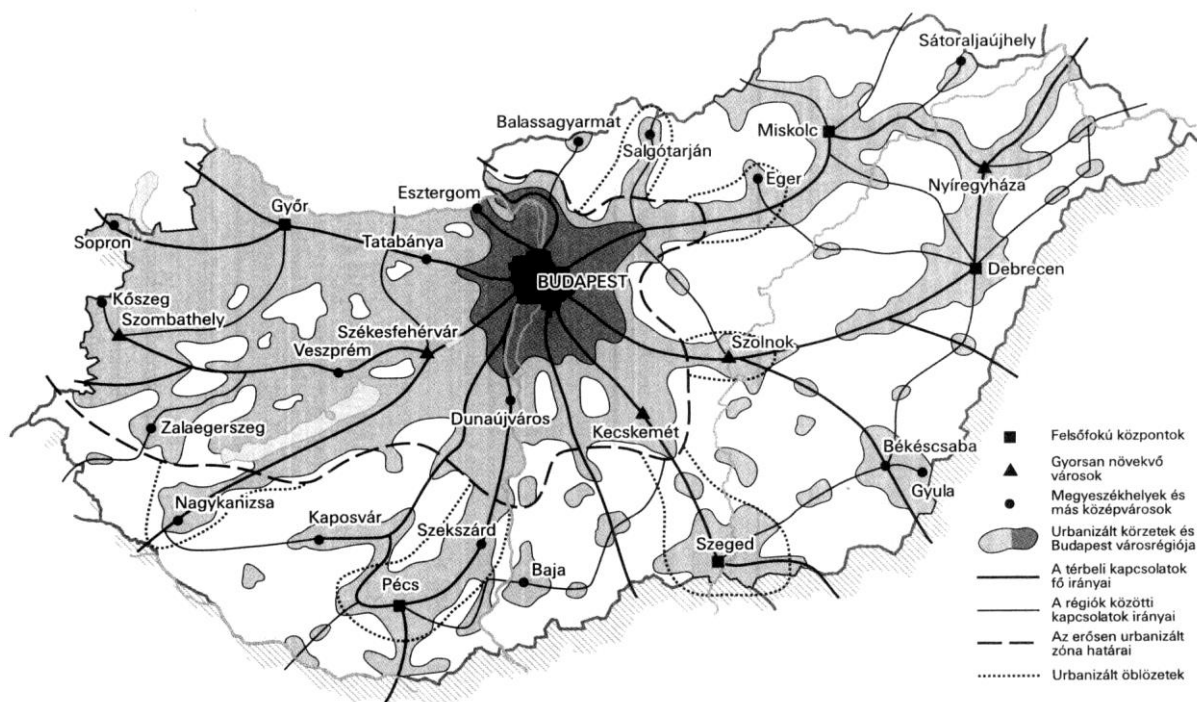 Sátoraljaújhely
Balassagyarmat
Salgótarján
Miskolc
Eger
Nyíregyháza
Esztergom
Győr
Sopron
Tatabánya
BUDAPEST
Debrecen
Kőszeg
Szombathely
Székesfehérvár
Veszprém
Szolnok
Zalaegerszeg
Dunaújváros
Kecskemét
Békéscsaba
Gyula
Nagykanizsa
Kaposvár
Szekszárd
Szeged
Baja
Pécs
Felsőfokú központok
Gyorsan növekvő
városok
Megyeszékhelyek és
más középvárosok
Urbanizált körzetek és
Budapest városrégiója
A térbeli kapcsolatok
fő irányai
A régiók közötti
kapcsolatok irányai
Az erősen urbanizált
zóna határai
Urbanizált öblözetek